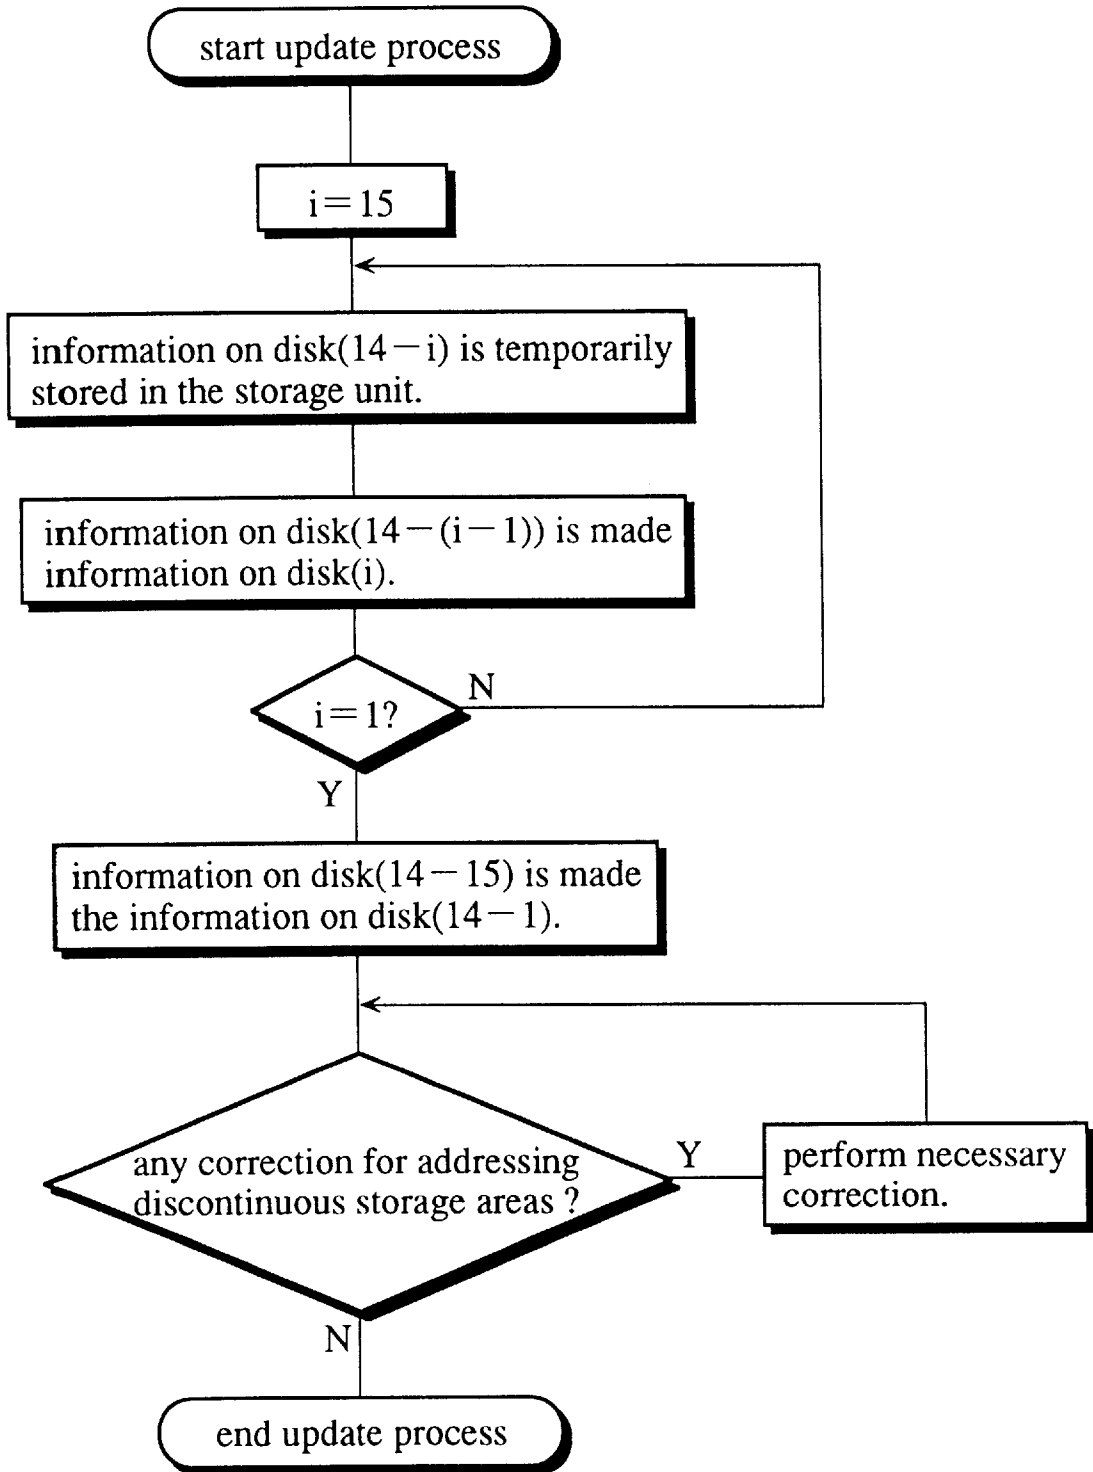 start update process
i=15
information on disk(14-i) is temporarily
stored in the storage unit.
information on disk(14-(i-1)) is made
information on disk(i).
i=1?
N
Y
information on disk(14-15) is made
the information on disk(14-1).
any correction for addressing
discontinuous storage areas ?
Y
perform necessary
correction.
N
end update process